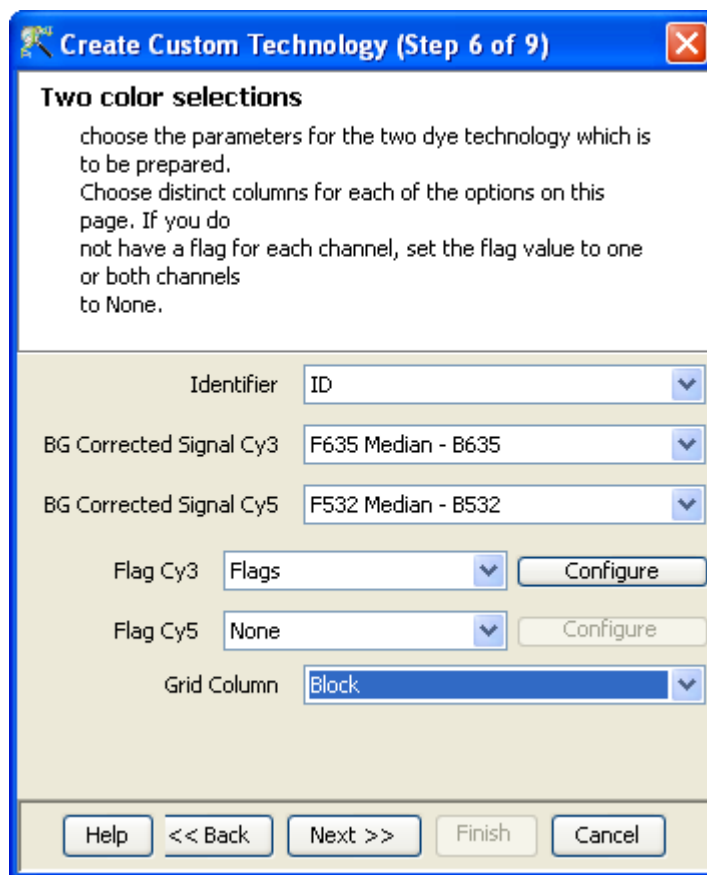 Create Custom Technology (Step 6 of 9)
Two color selections
choose the parameters for the two dye technology which is
to be prepared.
Choose distinct columns for each of the options on this
page. If you do
not have a flag for each channel, set the flag value to one
or both channels
to None.
Identifier ID
BG Corrected Signal Cy3 F635 Median - B635
BG Corrected Signal Cy5 F532 Median - B532
Flag Cy3 Flags Configure
Flag Cy5 None Configure
Grid Column Block
Help << Back Next >> Finish Cancel